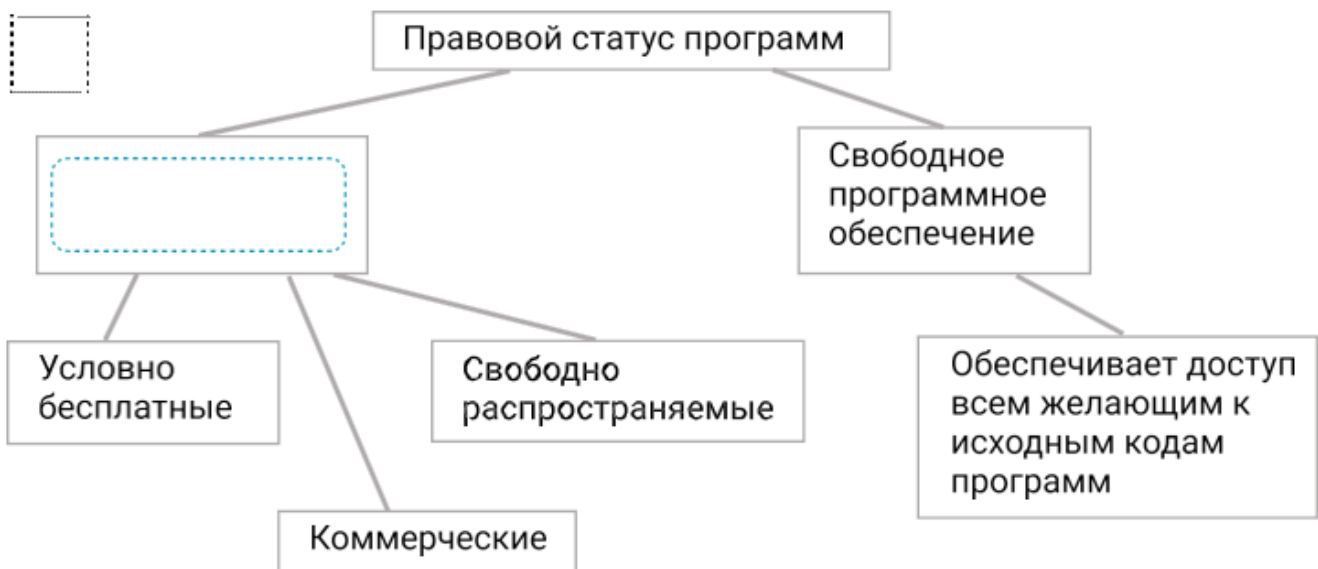 Правовой статус программ
Свободное
программное
обеспечение
Условно
бесплатные
Свободно
распространяемые
Обеспечивает доступ
всем желающим к
исходным кодам
программ
Коммерческие